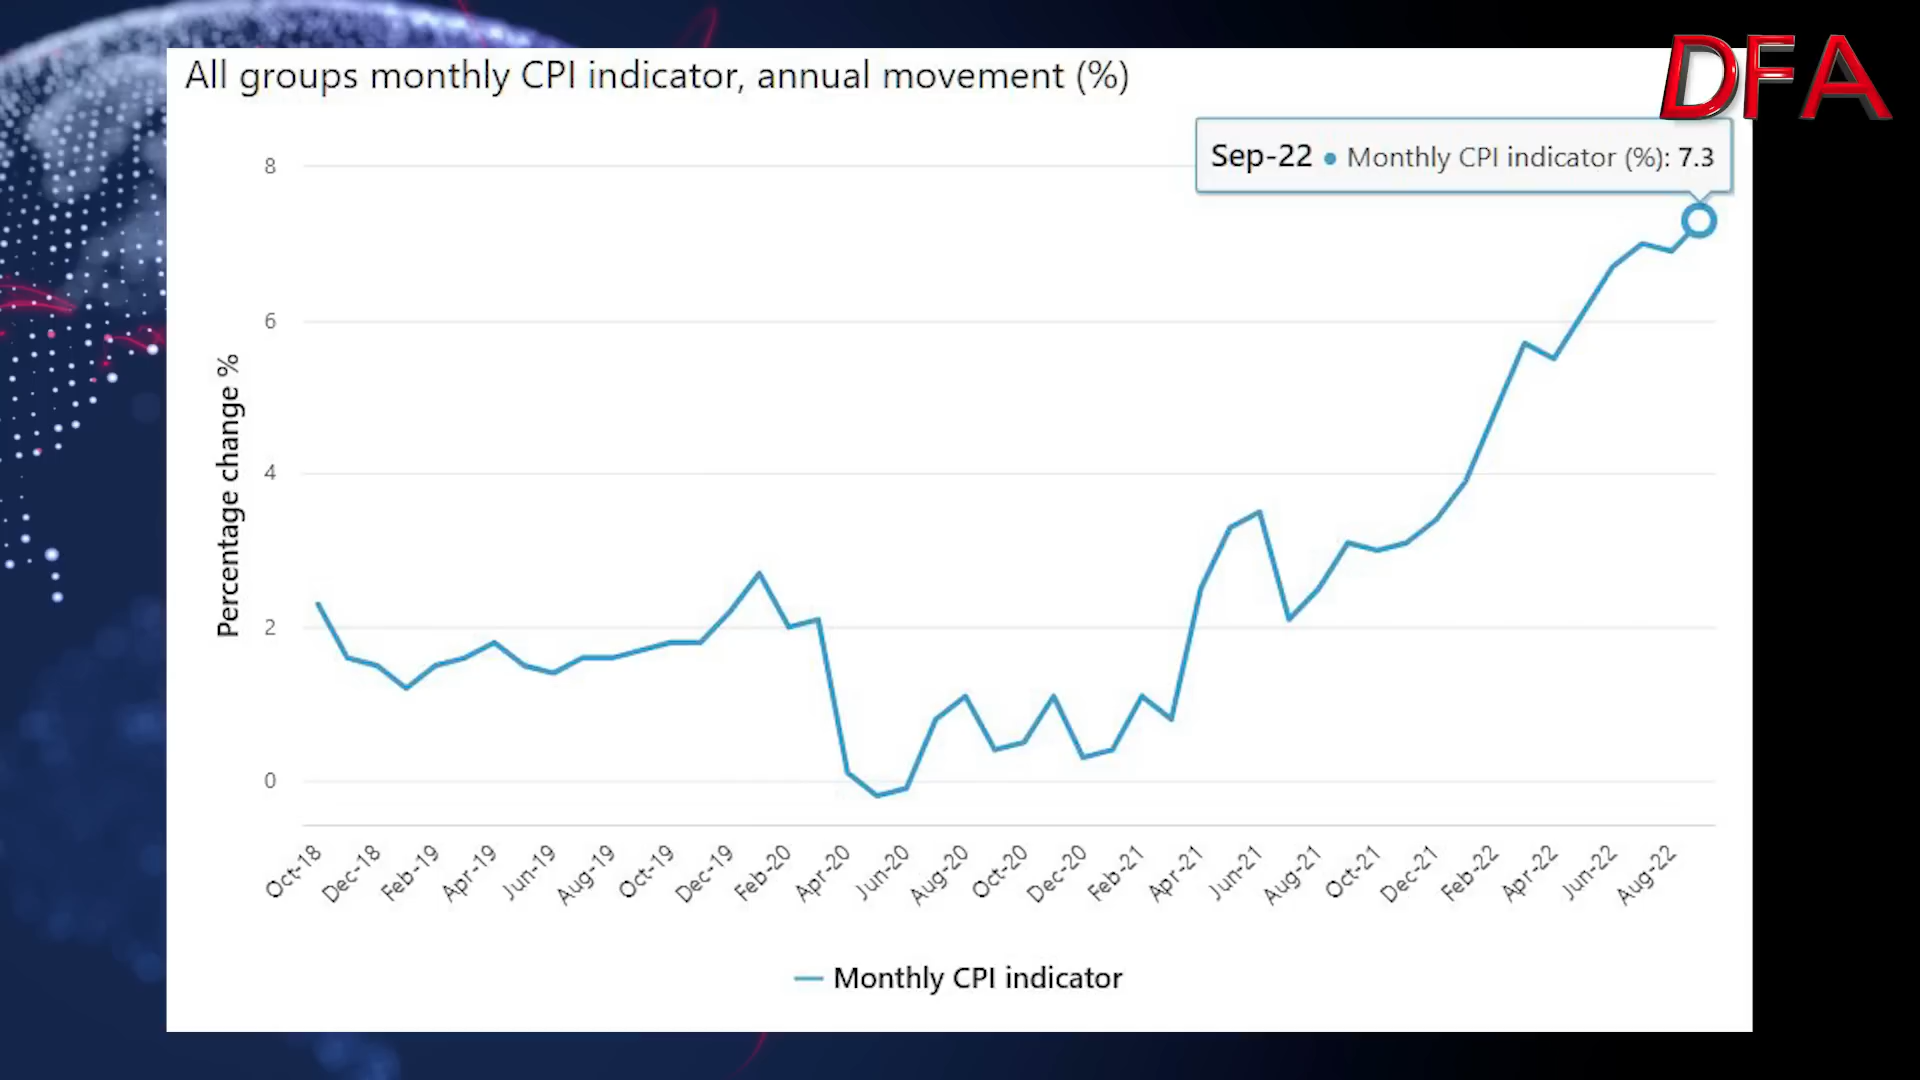 DFA
All groups monthly CPI indicator, annual movement (%)
Sep-22 ● Monthly CPI indicator (%): 7.3
Percentage change %
8
6
4
2
0
Oct-18 Dec-18 Feb-19 Apr-19 Jun-19 Aug-19 Oct-19 Dec-19 Feb-20 Apr-20 Jun-20 Aug-20 Oct-20 Dec-20 Feb-21 Apr-21 Jun-21 Aug-21 Oct-21 Dec-21 Feb-22 Apr-22 Jun-22 Aug-22
Monthly CPI indicator